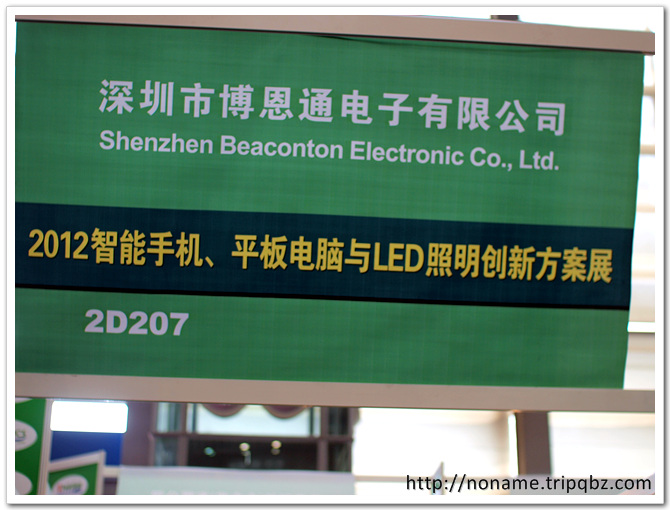 深圳市博恩通电子有限公司
Shenzhen Beaconton Electronic Co., Ltd.
2012智能手机、平板电脑与LED照明创新方案展
2D207
http://noname.tripqbz.com